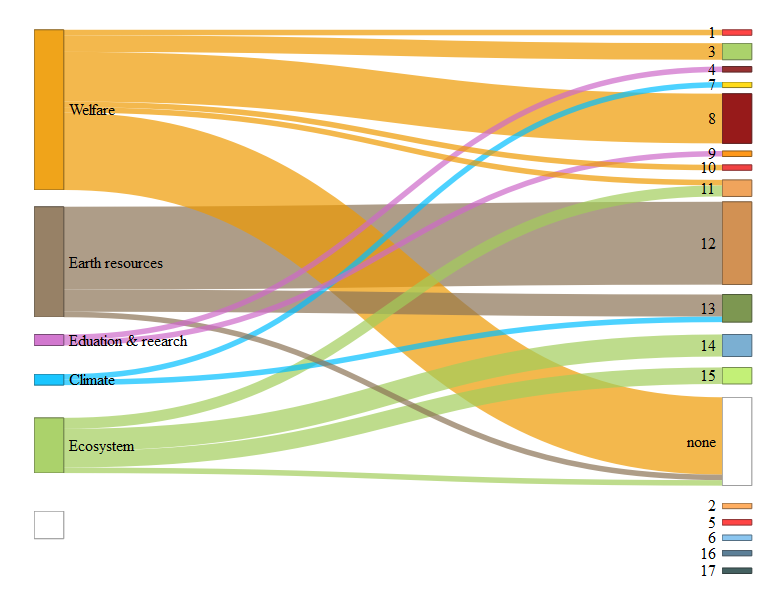 Welfare
Earth resources
Eduation & reearch
Climate
Ecosystem
1
3
4
7
8
9
10
11
12
13
14
15
none
2
5
6
16
17